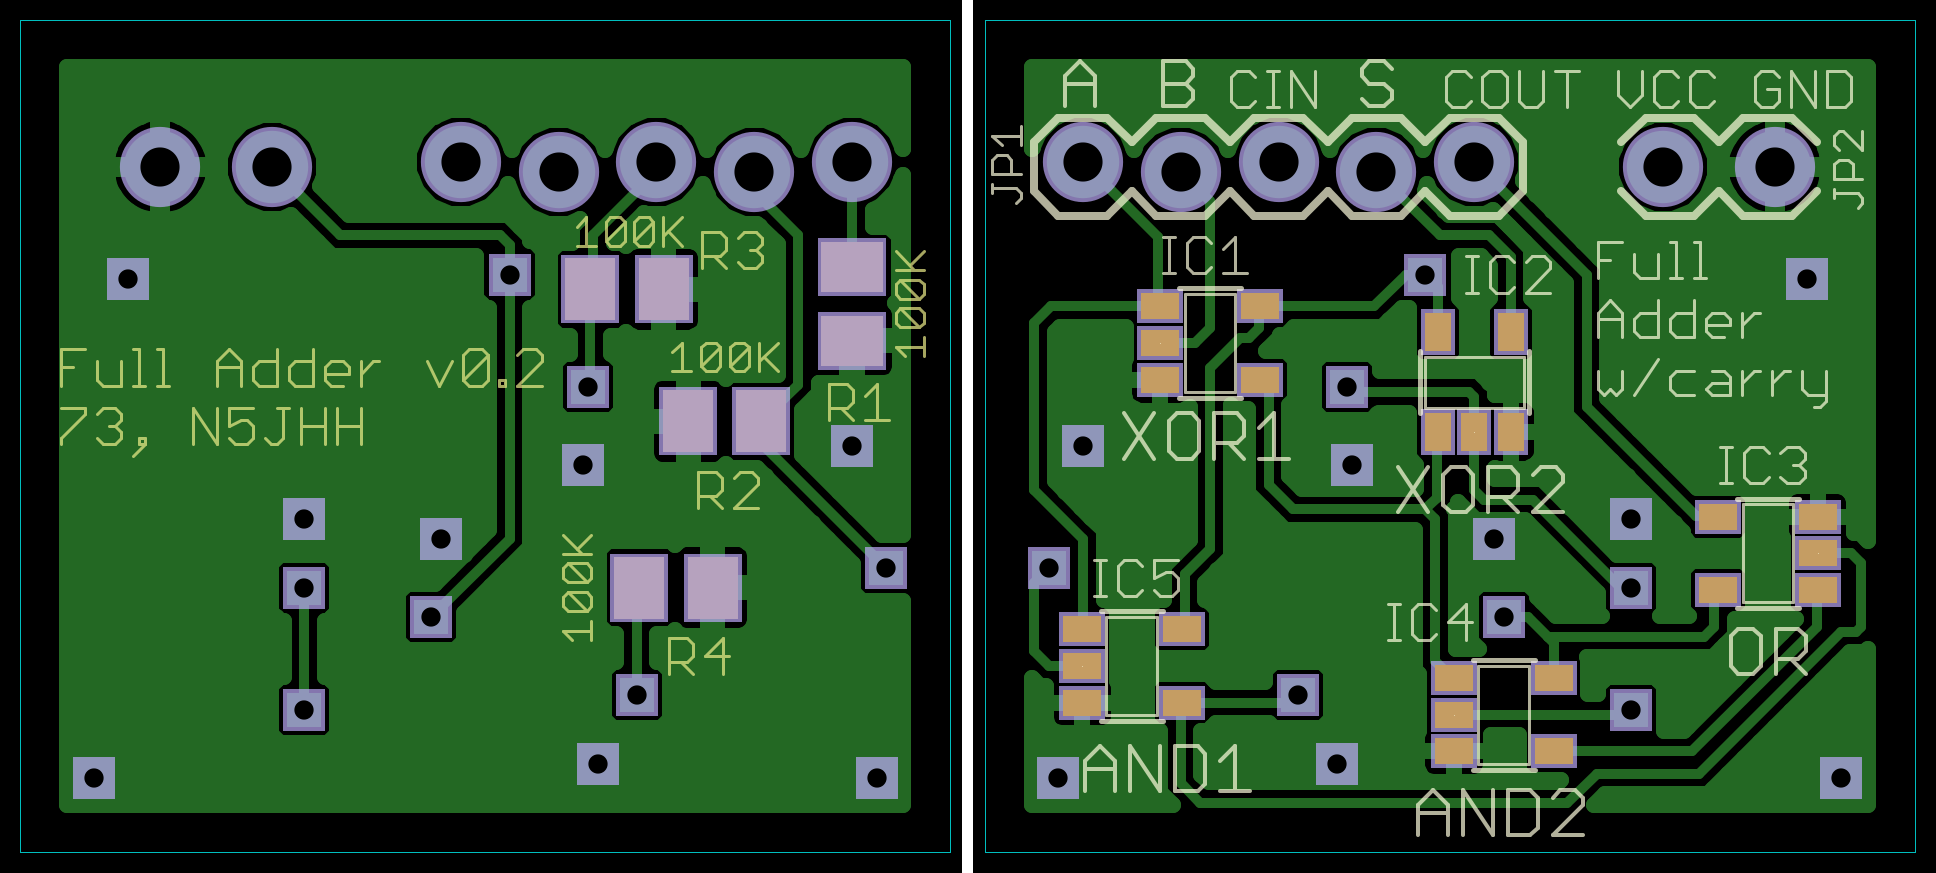 100K
R3
100K
100K
Full Adder v0.2
73, N5JHH
R1
R2
100K
R4
A B CIN S COUT VCC GND
JP1
JP2
IC1
IC2
Full
Adder
w/carry
XOR1
XOR2
IC3
IC5
IC4
OR
AND1
AND2